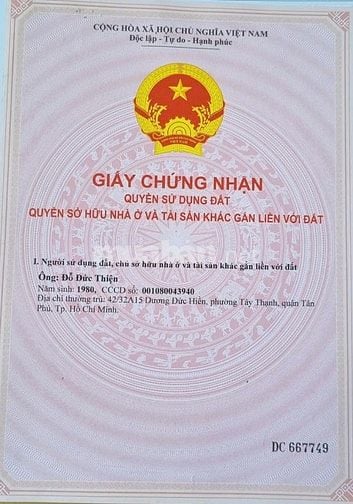 CỘNG HÒA XÃ HỘI CHỦ NGHĨA VIỆT NAM
Độc lập - Tự do - Hạnh phúc
VIỆT NAM
GIẤY CHỨNG NHẬN
QUYỀN SỬ DỤNG ĐẤT
QUYỀN SỞ HỮU NHÀ Ở VÀ TÀI SẢN KHÁC GẮN LIỀN VỚI ĐẤT
I. Người sử dụng đất, chủ sở hữu nhà ở và tài sản khác gắn liền với đất
Ông: Đỗ Đức Thiện
Năm sinh: 1980, CCCD số: 001080043940
Địa chỉ thường trú: 42/32A15 Dương Đức Hiền, phường Tây Thạnh, quận Tân
Phú, Tp. Hồ Chí Minh.
DC 667749